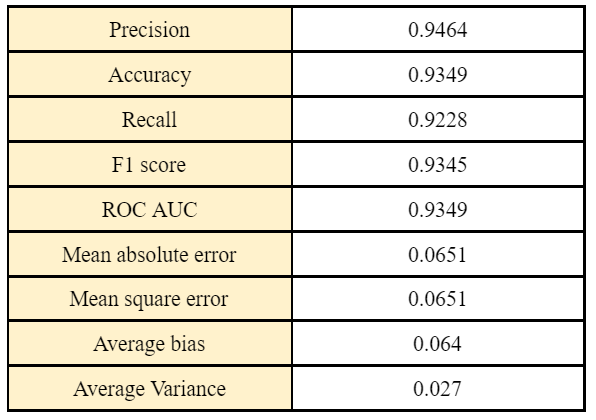 Precision 0.9464
Accuracy 0.9349
Recall 0.9228
F1 score 0.9345
ROC AUC 0.9349
Mean absolute error 0.0651
Mean square error 0.0651
Average bias 0.064
Average Variance 0.027